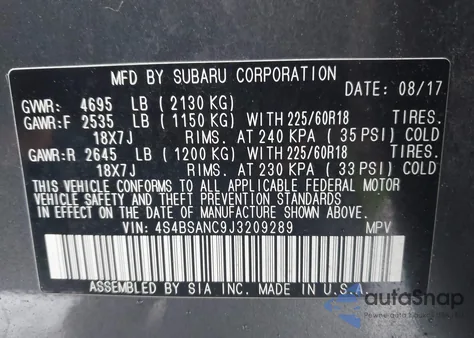 MFD BY SUBARU CORPORATION
DATE: 08/17
GVWR: 4695 LB (2130 KG)
GAWR:F 2535 LB (1150 KG) WITH 225/60R18 TIRES.
18X7J RIMS. AT 240 KPA (35 PSI) COLD
GAWR:R 2645 LB (1200 KG) WITH 225/60R18 TIRES.
18X7J RIMS. AT 230 KPA (33 PSI) COLD
THIS VEHICLE CONFORMS TO ALL APPLICABLE FEDERAL MOTOR
VEHICLE SAFETY, BUMPER, AND THEFT PREVENTION STANDARDS
IN EFFECT ON THE DATE OF MANUFACTURE SHOWN ABOVE.
VIN: 4S4BSANC9J3209289 MPV
ASSEMBLED BY SIA INC. MADE IN U.S.A.
autoSnap